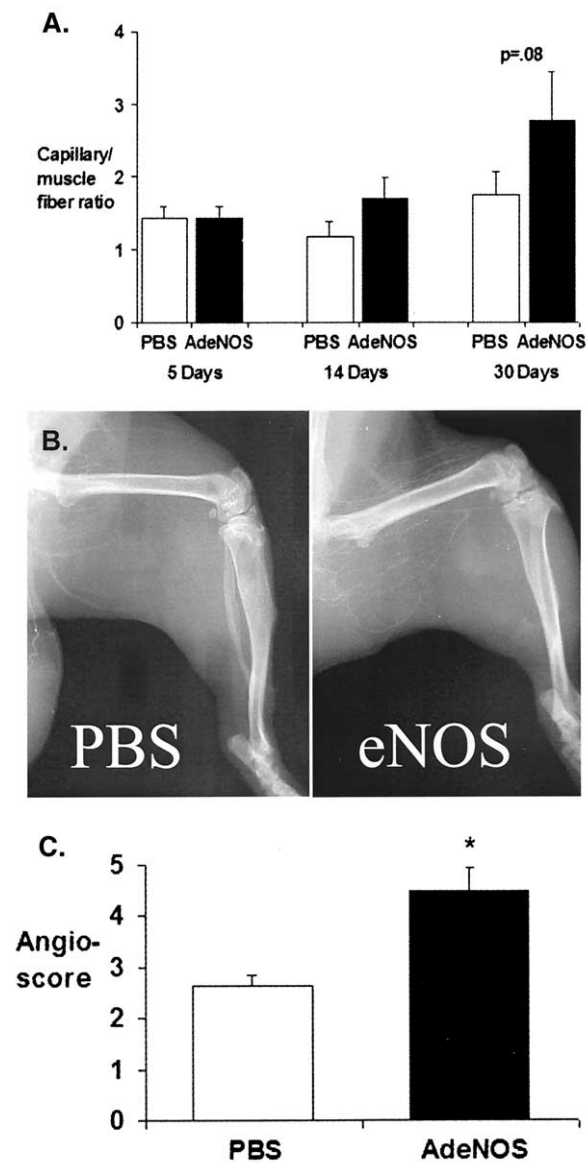 A.
4
p=.08
3
Capillary/
muscle
fiber ratio
2
1
0
PBS AdeNOS PBS AdeNOS PBS AdeNOS
5 Days 14 Days 30 Days
B.
PBS eNOS
C.
5
*
4
Angio-
score
3
2
1
0
PBS AdeNOS